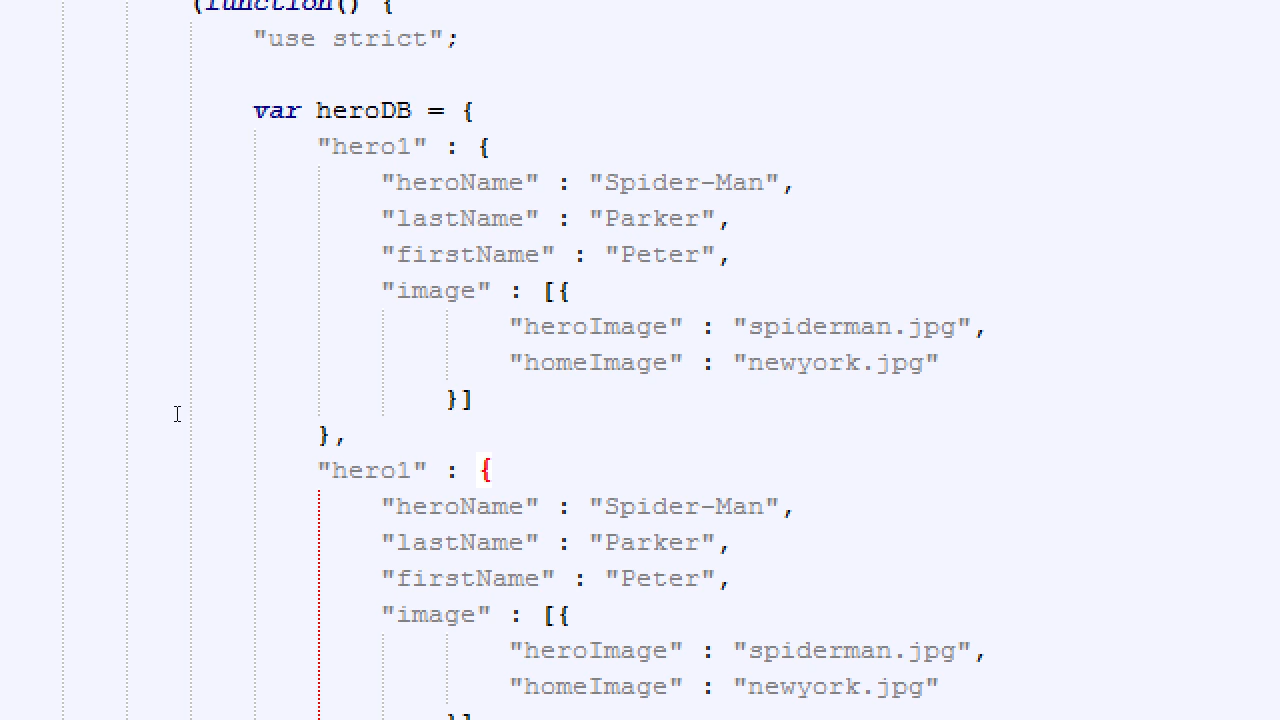 (function() {
"use strict";
var heroDB = {
"hero1" : {
"heroName" : "Spider-Man",
"lastName" : "Parker",
"firstName" : "Peter",
"image" : [{
"heroImage" : "spiderman.jpg",
"homeImage" : "newyork.jpg"
}]
},
"hero1" : {
"heroName" : "Spider-Man",
"lastName" : "Parker",
"firstName" : "Peter",
"image" : [{
"heroImage" : "spiderman.jpg",
"homeImage" : "newyork.jpg"
}]